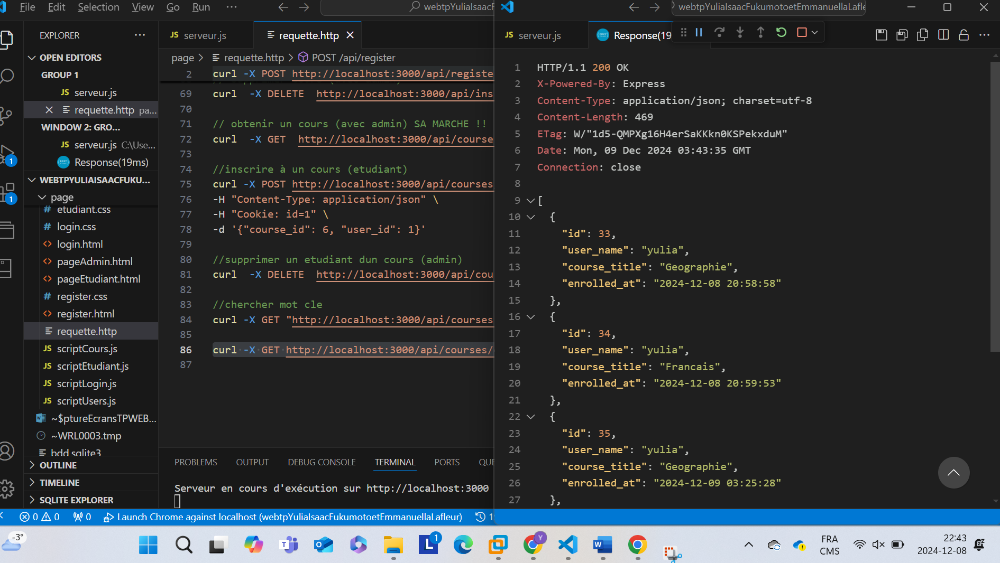 File Edit Selection View Go Run ··· webtpYuliaIsaacF
EXPLORER ···
OPEN EDITORS
GROUP 1
JS serveur.js
requette.http pa...
WINDOW 2: GRO...
JS serveur.js C:\Use...
Response(19ms)
WEBTPYULIAISAACFUKU...
page
# etudiant.css
# login.css
<> login.html
<> pageAdmin.html
<> pageEtudiant.html
# register.css
<> register.html
requette.http
JS scriptCours.js
JS scriptEtudiant.js
JS scriptLogin.js
JS scriptUsers.js
~$ptureEcransTPWEB...
~WRL0003.tmp
bdd.sqlite3
OUTLINE
TIMELINE
SQLITE EXPLORER
1
1
JS serveur.js requette.http
page > requette.http > POST /api/register
2 curl -X POST http://localhost:3000/api/registe
69 curl -X DELETE http://localhost:3000/api/ins
70
71 // obtenir un cours (avec admin) SA MARCHE !!
72 curl -X GET http://localhost:3000/api/course
73
74 //inscrire à un cours (etudiant)
75 curl -X POST http://localhost:3000/api/courses
76 -H "Content-Type: application/json" \
77 -H "Cookie: id=1" \
78 -d '{"course_id": 6, "user_id": 1}'
79
80 //supprimer un etudiant dun cours (admin)
81 curl -X DELETE http://localhost:3000/api/cou
82
83 //chercher mot cle
84 curl -X GET "http://localhost:3000/api/courses
85
86 curl -X GET http://localhost:3000/api/courses/
87
PROBLEMS OUTPUT DEBUG CONSOLE TERMINAL PORTS QUE
Serveur en cours d'exécution sur http://localhost:3000
0 0 0 Launch Chrome against localhost (webtpYuliaIsaacFukumotoetEmmanuellaLafleur)
webtpYuliaIsaacFukumotoetEmmanuellaLafle
JS serveur.js Response(19 ···
1 HTTP/1.1 200 OK
2 X-Powered-By: Express
3 Content-Type: application/json; charset=utf-8
4 Content-Length: 469
5 ETag: W/"1d5-QMPXg16H4erSaKKkn0KSPekxduM"
6 Date: Mon, 09 Dec 2024 03:43:35 GMT
7 Connection: close
8
9 [
10 {
11 "id": 33,
12 "user_name": "yulia",
13 "course_title": "Geographie",
14 "enrolled_at": "2024-12-08 20:58:58"
15 },
16 {
17 "id": 34,
18 "user_name": "yulia",
19 "course_title": "Francais",
20 "enrolled_at": "2024-12-08 20:59:53"
21 },
22 {
23 "id": 35,
24 "user_name": "yulia",
25 "course_title": "Geographie",
26 "enrolled_at": "2024-12-09 03:25:28"
27 },
-3°
L 1
Y
FRA
CMS
22:43
2024-12-08